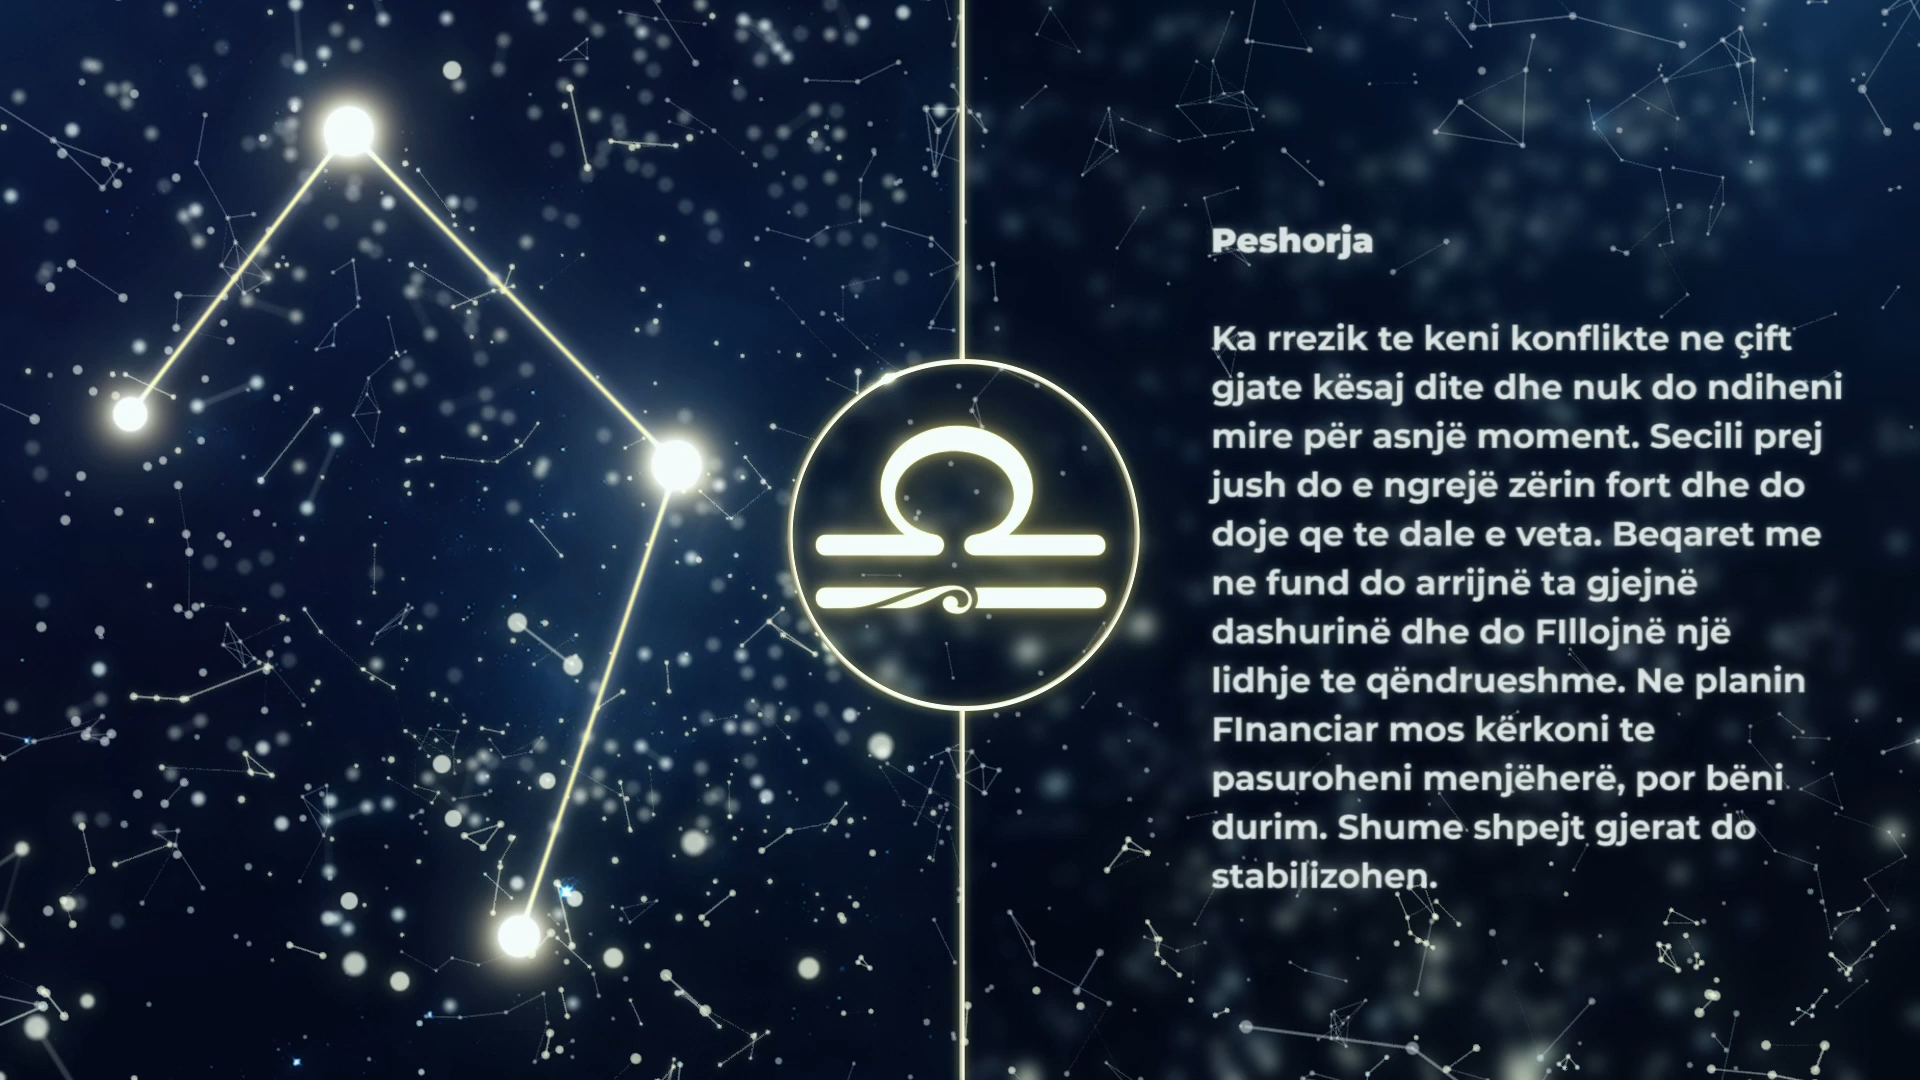 Peshorja
Ka rrezik te keni konflikte ne çift
gjate kësaj dite dhe nuk do ndiheni
mire për asnjë moment. Secili prej
jush do e ngrejë zërin fort dhe do
doje qe te dale e veta. Beqaret me
ne fund do arrijnë ta gjejnë
dashurinë dhe do FIllojnë një
lidhje te qëndrueshme. Ne planin
FInanciar mos kërkoni te
pasuroheni menjëherë, por bëni
durim. Shume shpejt gjerat do
stabilizohen.